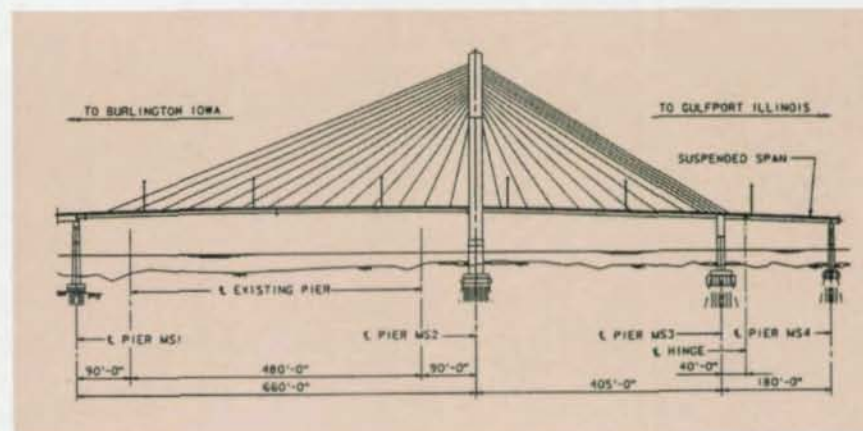 TO BURLINGTON IOWA
TO GULFPORT ILLINOIS
SUSPENDED SPAN
℄ EXISTING PIER
℄ PIER MS1
℄ PIER MS2
℄ PIER MS3
℄ PIER MS4
℄ HINGE
90'-0"
480'-0"
90'-0"
40'-0"
660'-0"
405'-0"
180'-0"